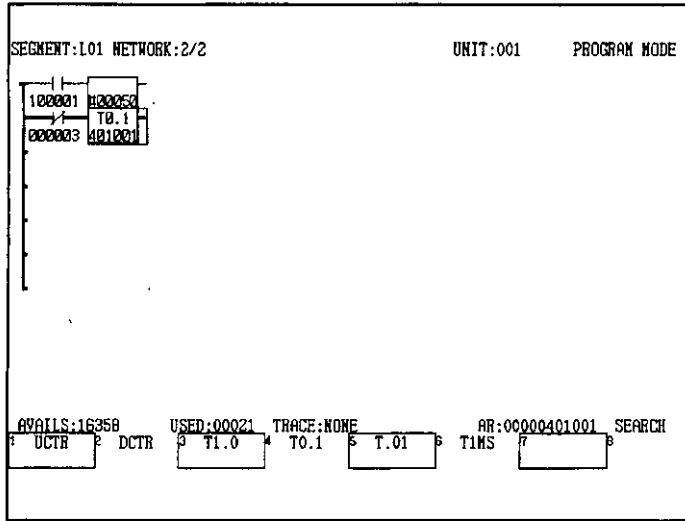 SEGMENT:L01 NETWORK:2/2 UNIT:001 PROGRAM MODE
100001 #00050
T0.1
000003 401001
AVAILS:16358 USED:00021 TRACE:NONE AR:00000401001 SEARCH
1 UCTR 2 DCTR 3 T1.0 4 T0.1 5 T.01 6 T1MS 7 8